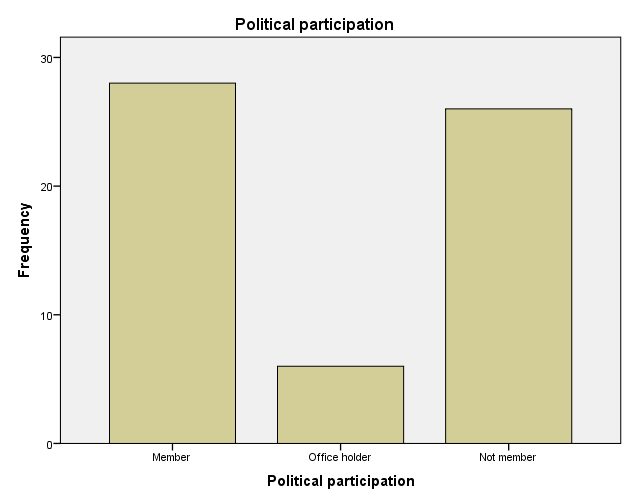 Political participation
Frequency
30
20
10
0
Member
Office holder
Not member
Political participation